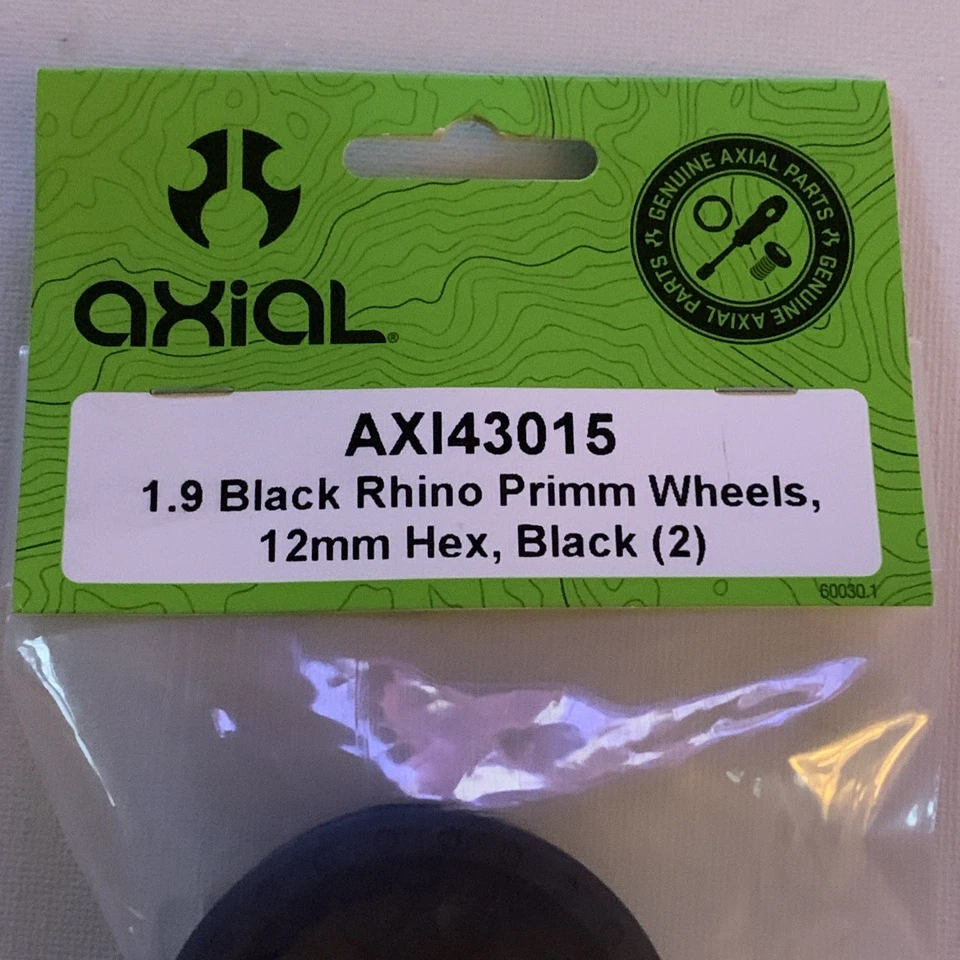 GENUINE AXIAL PARTS
GENUINE AXIAL PARTS
axiaL®
AXI43015
1.9 Black Rhino Primm Wheels,
12mm Hex, Black (2)
60030.1